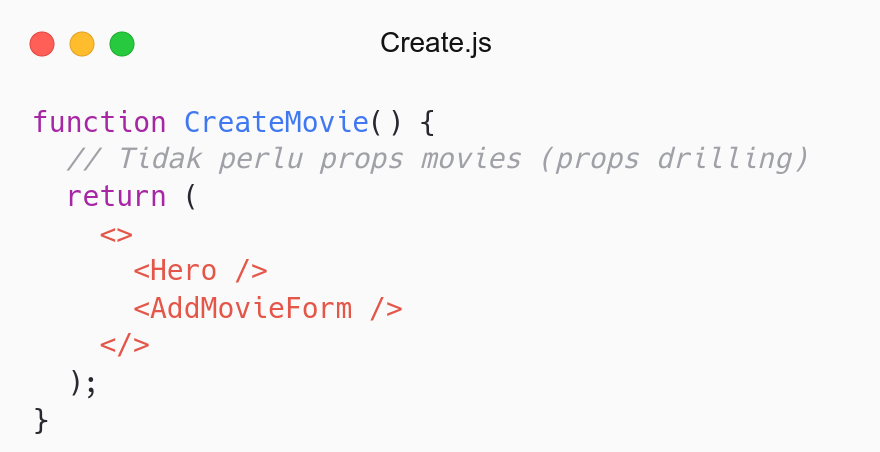 Create.js
function CreateMovie() {
  // Tidak perlu props movies (props drilling)
  return (
    <>
      <Hero />
      <AddMovieForm />
    </>
  );
}